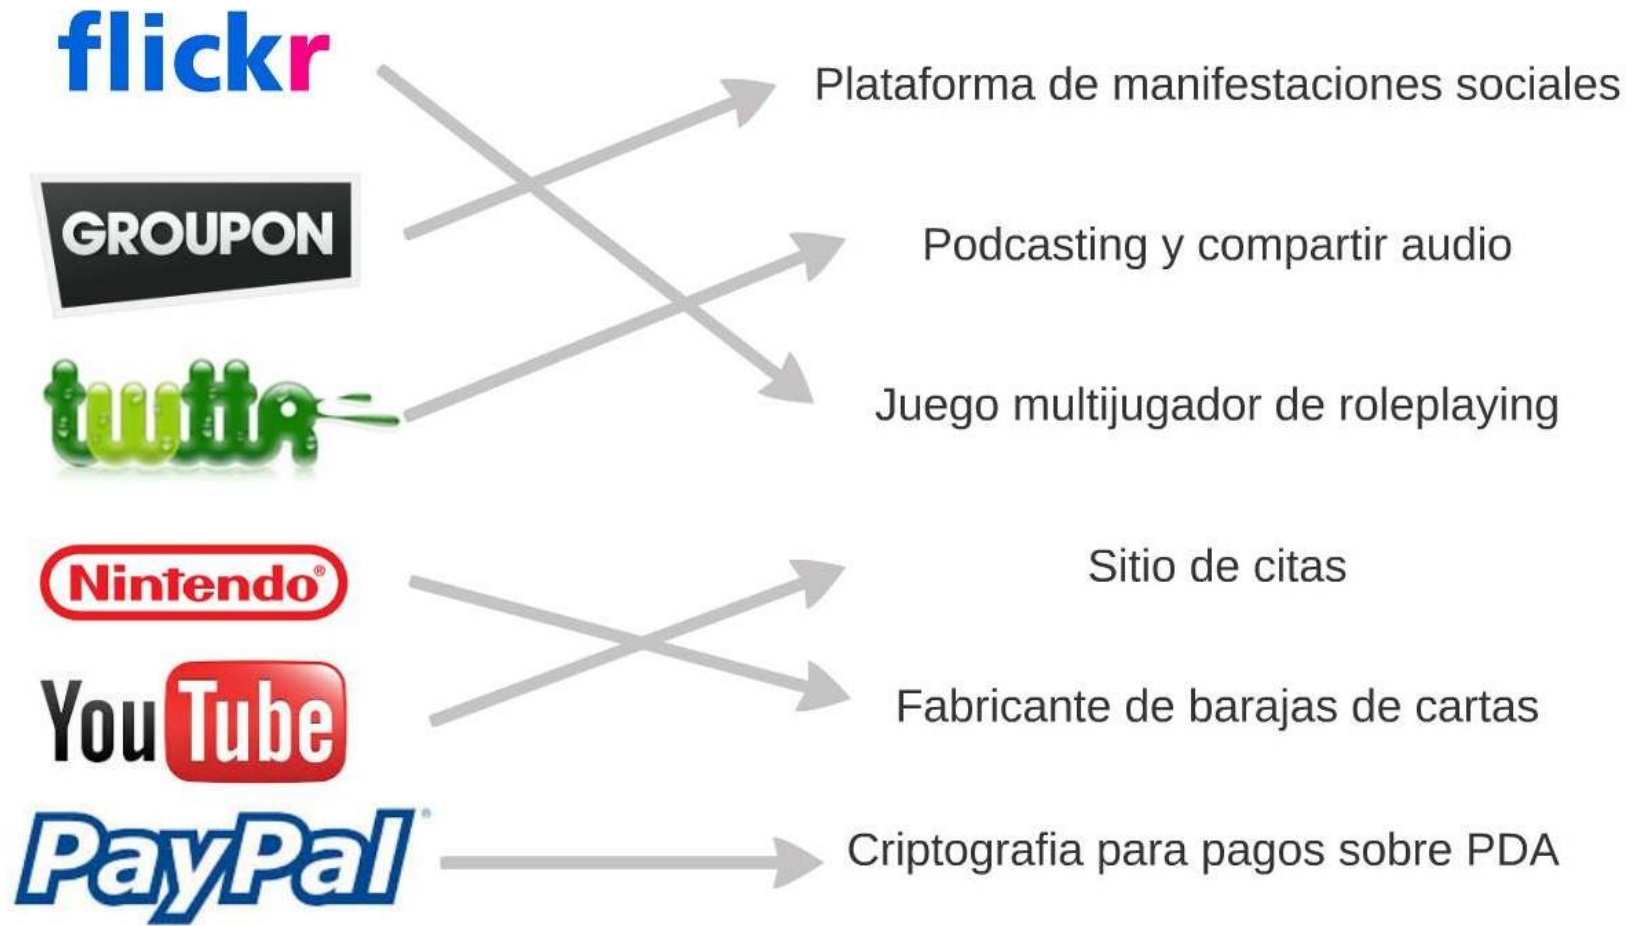 flickr
Plataforma de manifestaciones sociales
GROUPON
Podcasting y compartir audio
twttr
Juego multijugador de roleplaying
Nintendo®
Sitio de citas
YouTube
Fabricante de barajas de cartas
PayPal®
Criptografia para pagos sobre PDA